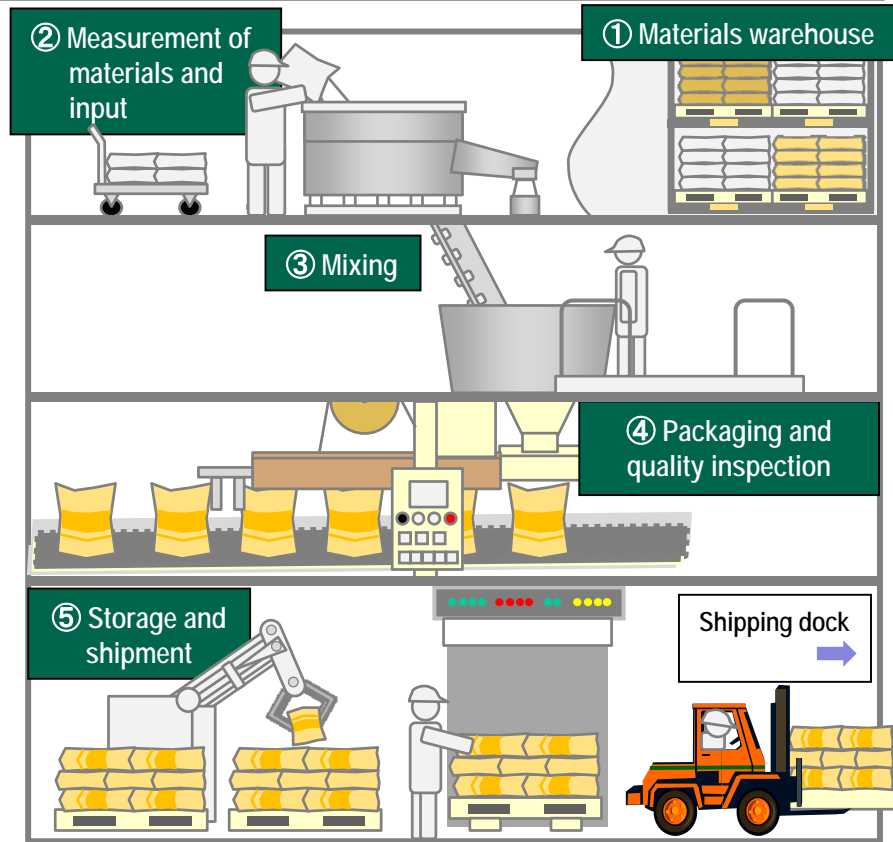 ① Materials warehouse
② Measurement of
materials and
input
③ Mixing
④ Packaging and
quality inspection
⑤ Storage and
shipment
Shipping dock